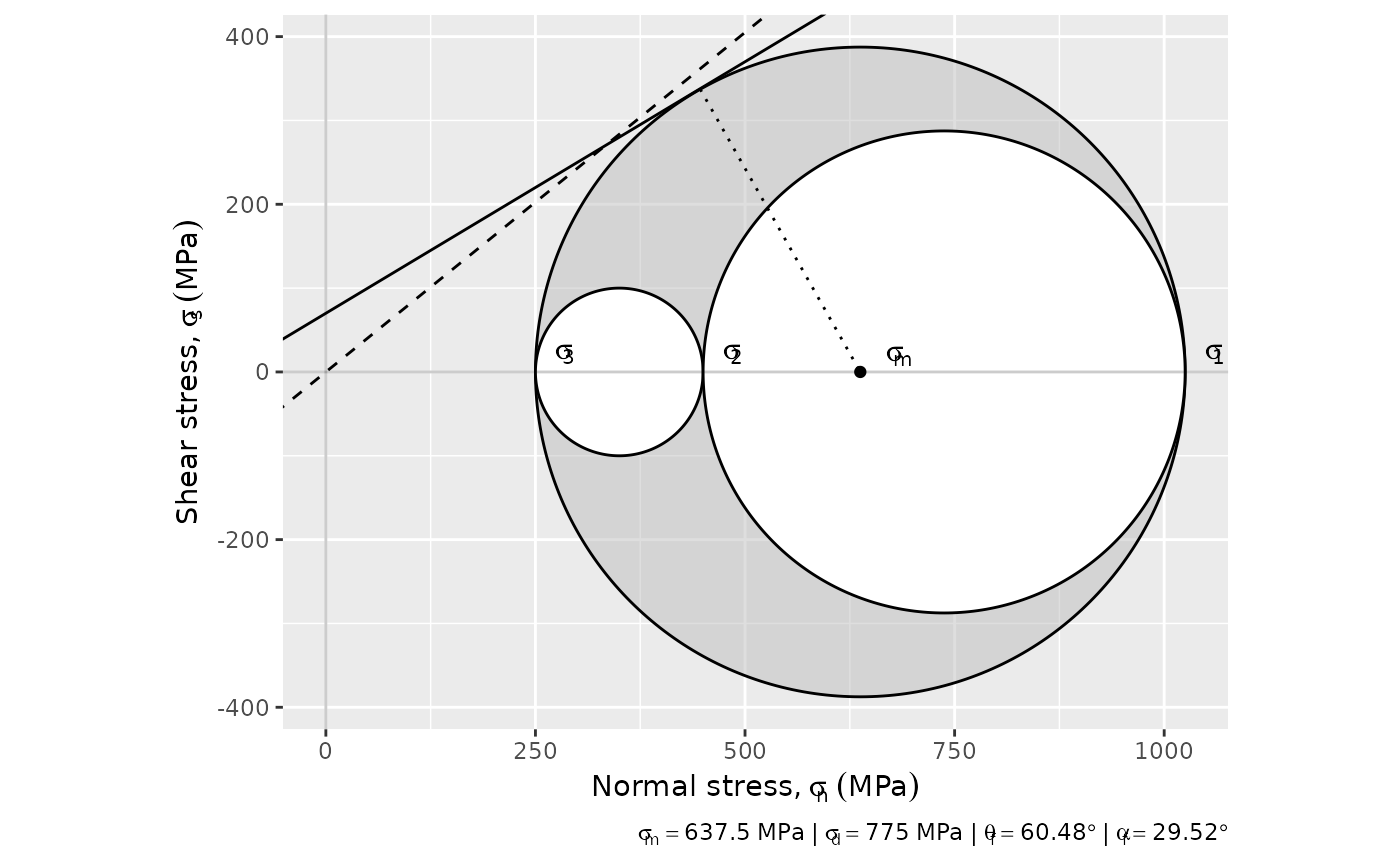 400
200
0
-200
-400
Shear stress, σs (MPa)
σ3
σ2
σm
σ1
0 250 500 750 1000
Normal stress, σn (MPa)
σm = 637.5 MPa | σd = 775 MPa | θf = 60.48° | αf = 29.52°